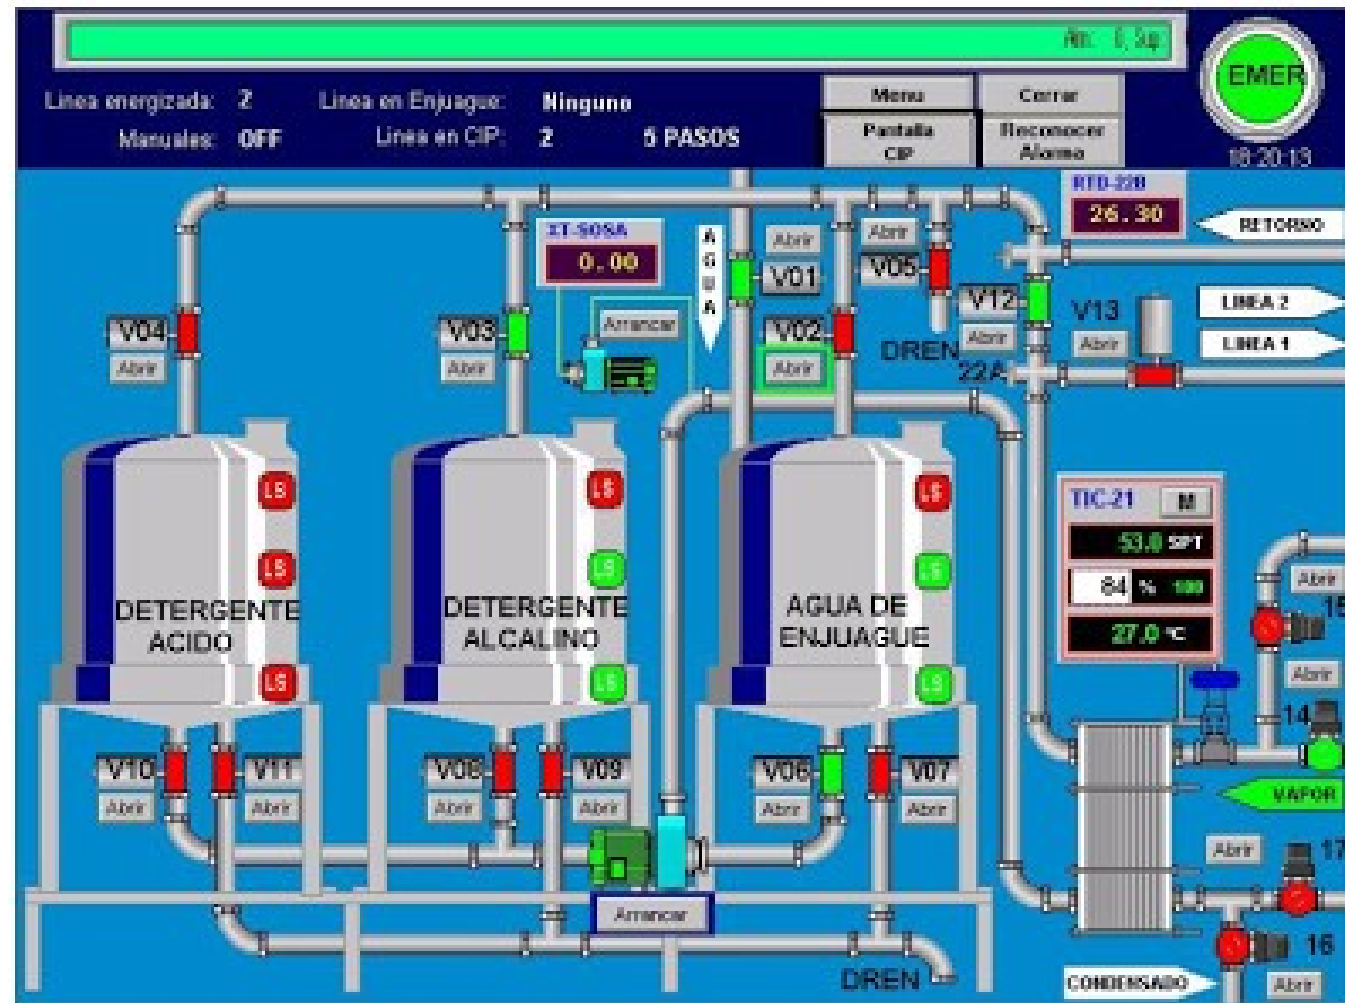 Alm: 0, Sup
EMER
Linea energizada: 2
Linea en Enjuague: Ninguno
Menu
Cerrar
Manuales: OFF
Linea en CIP: 2
5 PASOS
Pantalla
CIP
Reconocer
Alarma
18:20:13
RTD-22B
26.30
RETORNO
XT-SOSA
0.00
AGUA
Abrir
V01
Abrir
V05
V12
Abrir
V13
Abrir
LINEA 2
LINEA 1
V04
Abrir
V03
Abrir
Arrancar
V02
Abrir
DREN
22A
LS
LS
LS
LS
LS
LS
LS
LS
LS
DETERGENTE
ACIDO
DETERGENTE
ALCALINO
AGUA DE
ENJUAGUE
TIC-21
M
53.0 SPT
64 % 100
27.0 °C
Abrir
15
Abrir
14
VAPOR
V10
Abrir
V11
Abrir
V08
Abrir
V09
Abrir
V06
Abrir
V07
Abrir
Abrir
17
Arrancar
16
DREN
CONDENSADO
Abrir